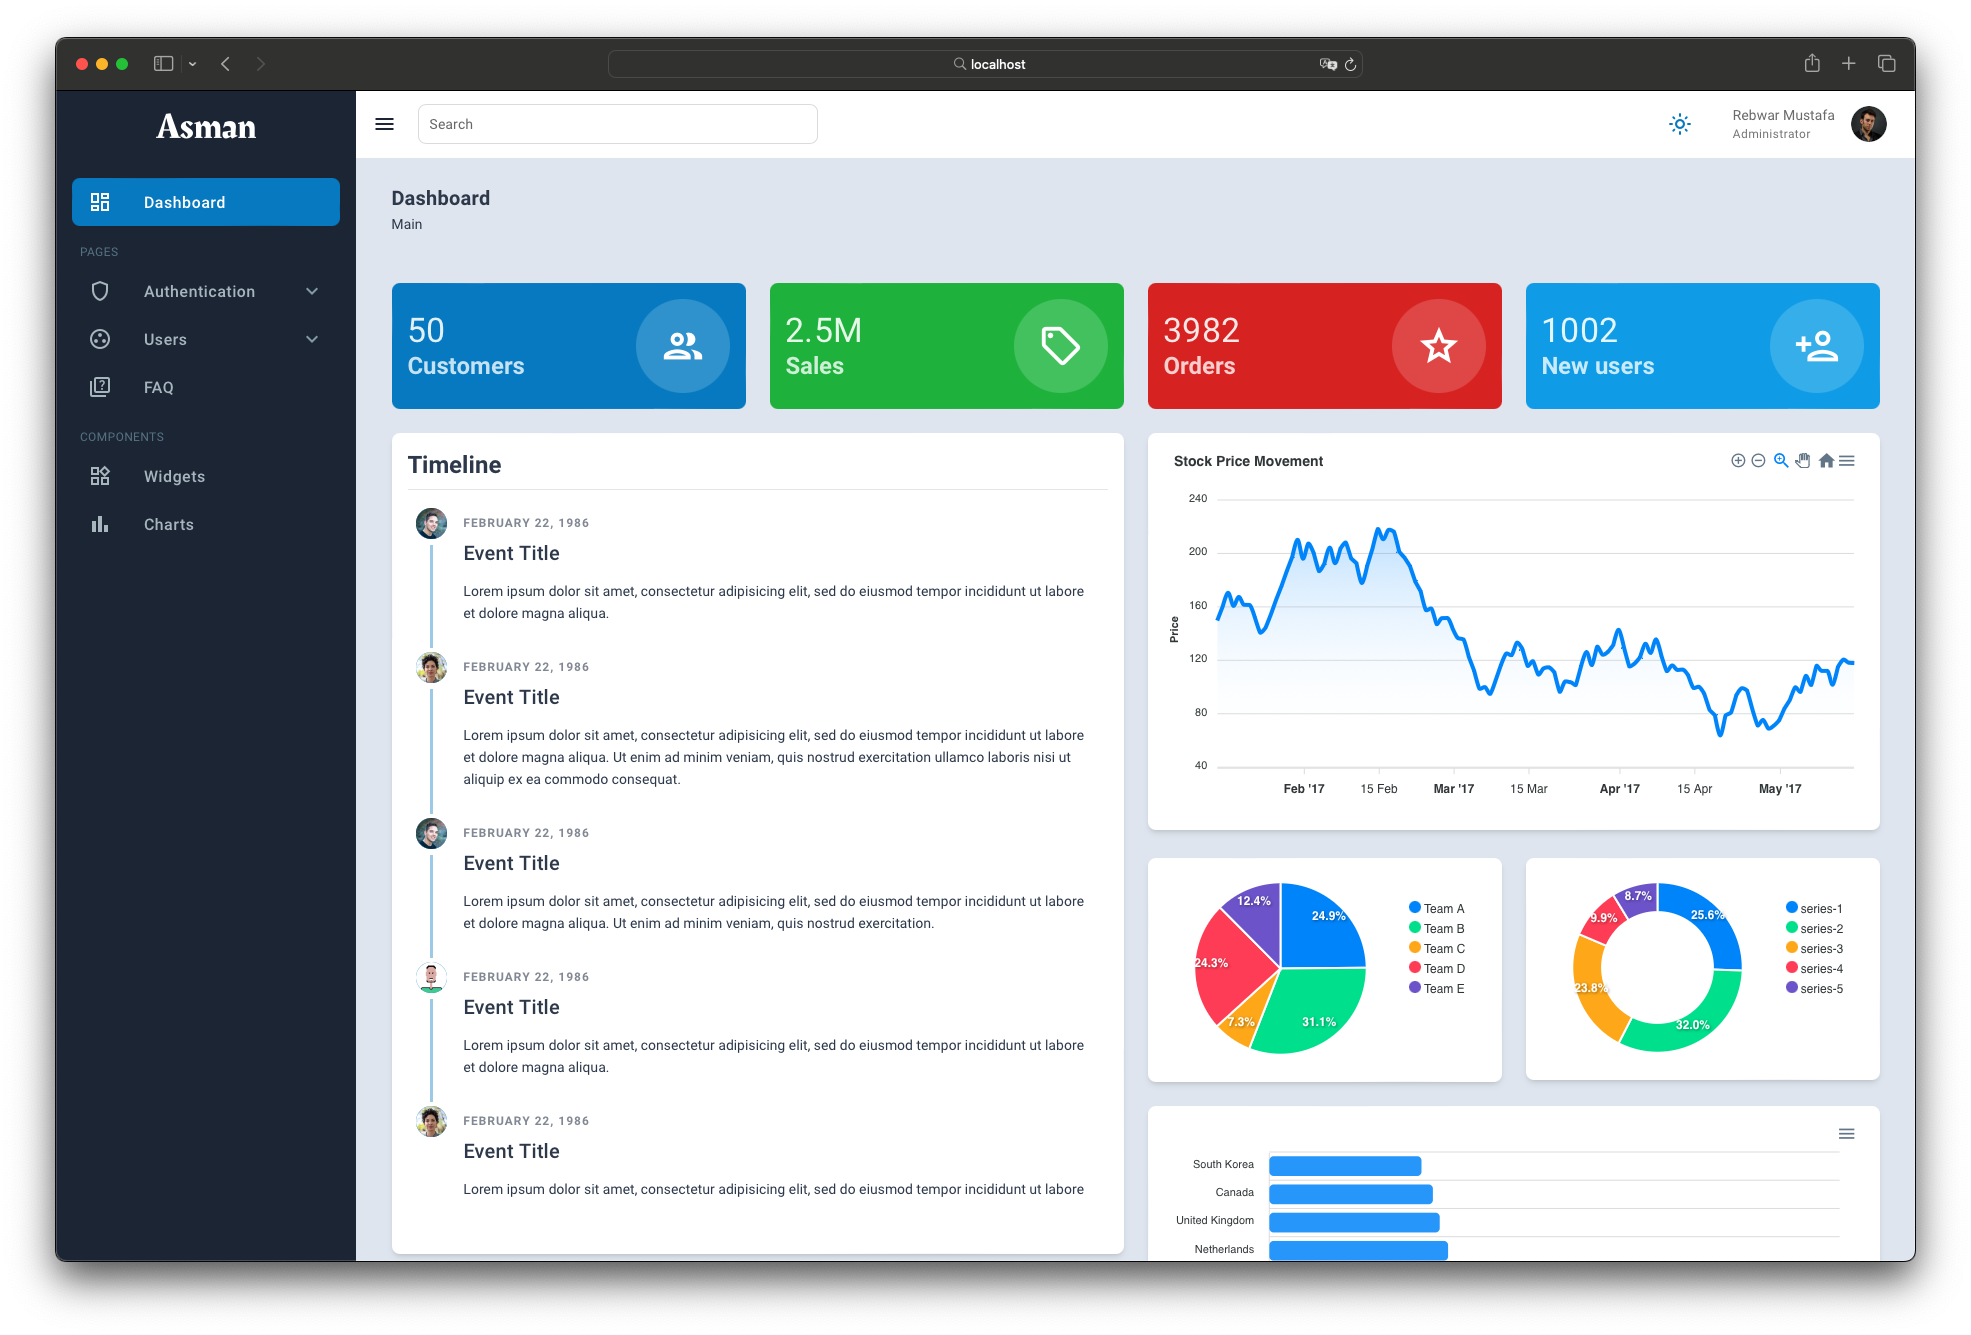 localhost
Asman
Search
Rebwar Mustafa
Administrator
Dashboard
PAGES
Authentication
Users
FAQ
COMPONENTS
Widgets
Charts
Dashboard
Main
50
Customers
2.5M
Sales
3982
Orders
1002
New users
Timeline
FEBRUARY 22, 1986
Event Title
Lorem ipsum dolor sit amet, consectetur adipisicing elit, sed do eiusmod tempor incididunt ut labore
et dolore magna aliqua.
FEBRUARY 22, 1986
Event Title
Lorem ipsum dolor sit amet, consectetur adipisicing elit, sed do eiusmod tempor incididunt ut labore
et dolore magna aliqua. Ut enim ad minim veniam, quis nostrud exercitation ullamco laboris nisi ut
aliquip ex ea commodo consequat.
FEBRUARY 22, 1986
Event Title
Lorem ipsum dolor sit amet, consectetur adipisicing elit, sed do eiusmod tempor incididunt ut labore
et dolore magna aliqua. Ut enim ad minim veniam, quis nostrud exercitation.
FEBRUARY 22, 1986
Event Title
Lorem ipsum dolor sit amet, consectetur adipisicing elit, sed do eiusmod tempor incididunt ut labore
et dolore magna aliqua.
FEBRUARY 22, 1986
Event Title
Lorem ipsum dolor sit amet, consectetur adipisicing elit, sed do eiusmod tempor incididunt ut labore
Stock Price Movement
240
200
160
120
80
40
Price
Feb '17 15 Feb Mar '17 15 Mar Apr '17 15 Apr May '17
12.4%
24.9%
24.3%
7.3%
31.1%
Team A
Team B
Team C
Team D
Team E
8.7%
25.6%
9.9%
23.8%
32.0%
series-1
series-2
series-3
series-4
series-5
South Korea
Canada
United Kingdom
Netherlands